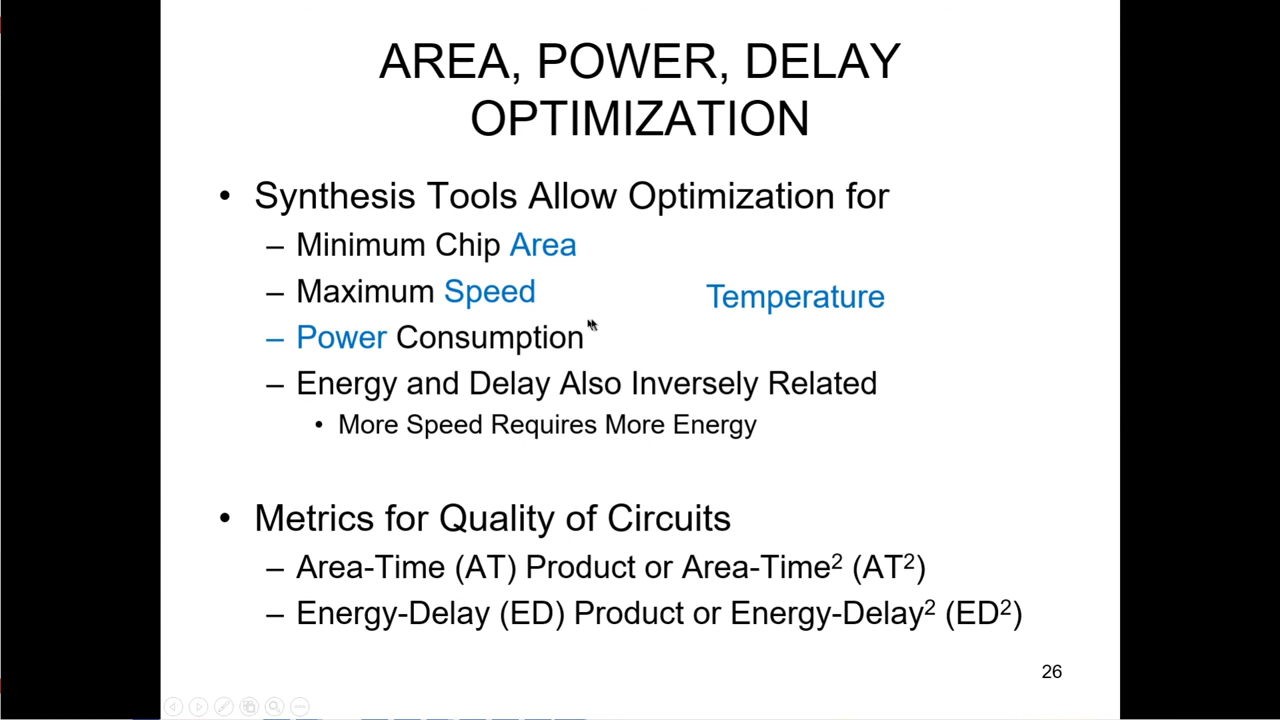 AREA, POWER, DELAY
OPTIMIZATION
• Synthesis Tools Allow Optimization for
– Minimum Chip Area
– Maximum Speed
Temperature
– Power Consumption
– Energy and Delay Also Inversely Related
• More Speed Requires More Energy
• Metrics for Quality of Circuits
– Area-Time (AT) Product or Area-Time² (AT²)
– Energy-Delay (ED) Product or Energy-Delay² (ED²)
26